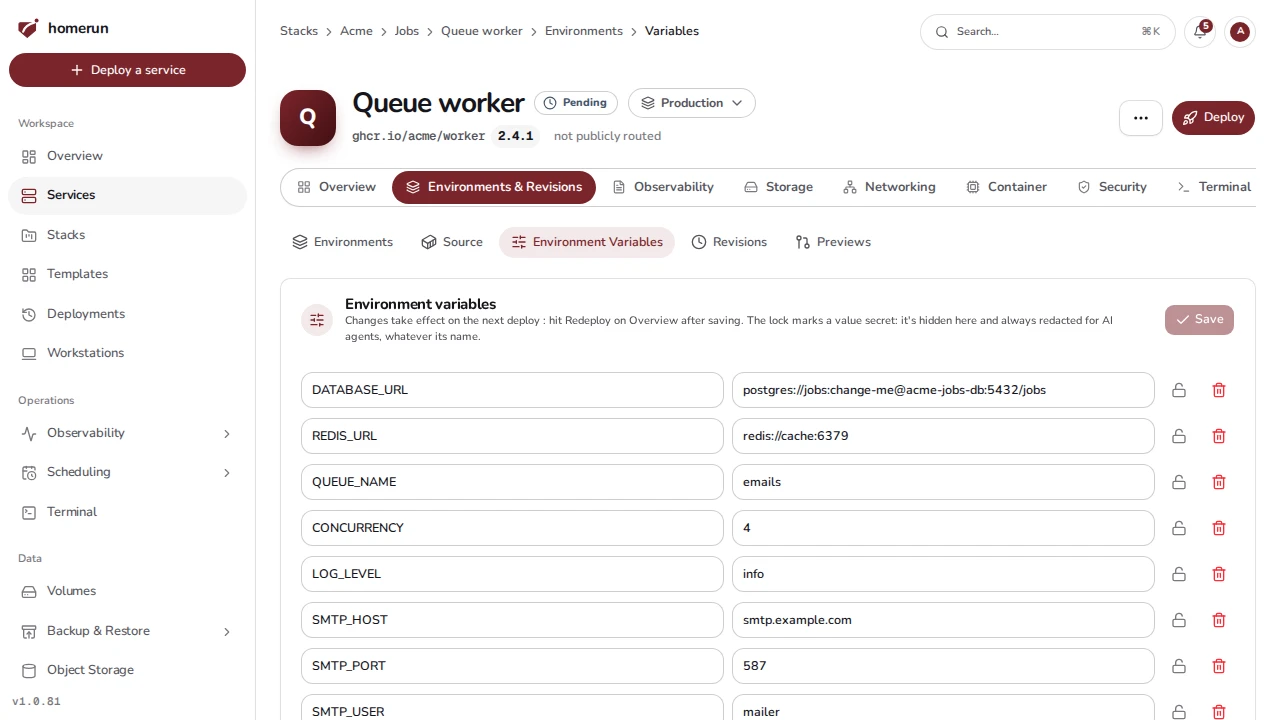 homerun
Stacks > Acme > Jobs > Queue worker > Environments > Variables
Search...
⌘K
5
A
Deploy a service
Workspace
Overview
Services
Stacks
Templates
Deployments
Workstations
Operations
Observability
Scheduling
Terminal
Data
Volumes
Backup & Restore
Object Storage
v1.0.81
Q
Queue worker
Pending
Production
ghcr.io/acme/worker 2.4.1 not publicly routed
Deploy
Overview
Environments & Revisions
Observability
Storage
Networking
Container
Security
Terminal
Environments
Source
Environment Variables
Revisions
Previews
Environment variables
Changes take effect on the next deploy : hit Redeploy on Overview after saving. The lock marks a value secret: it's hidden here and always redacted for AI
agents, whatever its name.
Save
DATABASE_URL postgres://jobs:change-me@acme-jobs-db:5432/jobs
REDIS_URL redis://cache:6379
QUEUE_NAME emails
CONCURRENCY 4
LOG_LEVEL info
SMTP_HOST smtp.example.com
SMTP_PORT 587
SMTP_USER mailer